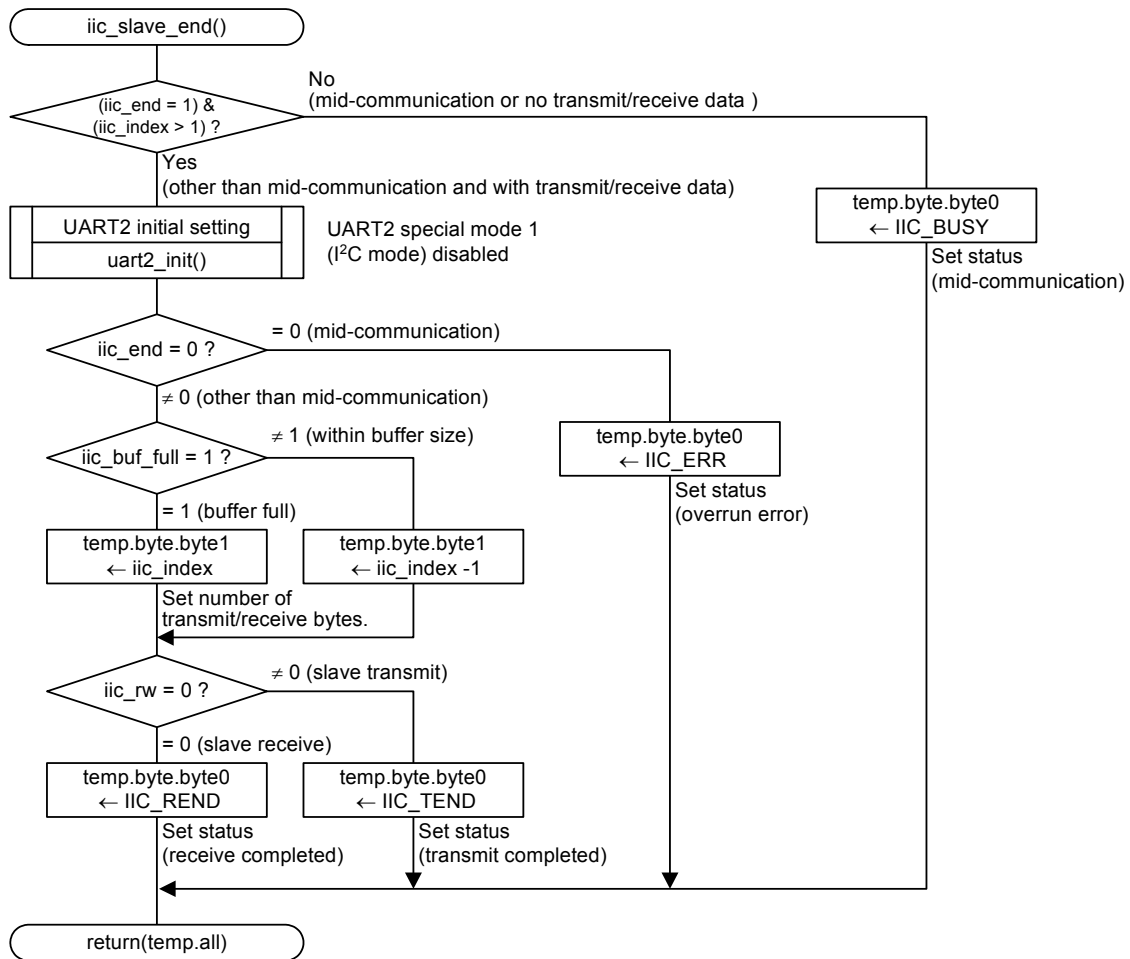 iic_slave_end()
No
(mid-communication or no transmit/receive data )
(iic_end = 1) &
(iic_index > 1) ?
Yes
(other than mid-communication and with transmit/receive data)
temp.byte.byte0
← IIC_BUSY
Set status
(mid-communication)
UART2 initial setting
uart2_init()
UART2 special mode 1
(I²C mode) disabled
= 0 (mid-communication)
iic_end = 0 ?
≠ 0 (other than mid-communication)
≠ 1 (within buffer size)
iic_buf_full = 1 ?
temp.byte.byte0
← IIC_ERR
Set status
(overrun error)
= 1 (buffer full)
temp.byte.byte1
← iic_index
temp.byte.byte1
← iic_index -1
Set number of
transmit/receive bytes.
≠ 0 (slave transmit)
iic_rw = 0 ?
= 0 (slave receive)
temp.byte.byte0
← IIC_REND
temp.byte.byte0
← IIC_TEND
Set status
(receive completed)
Set status
(transmit completed)
return(temp.all)